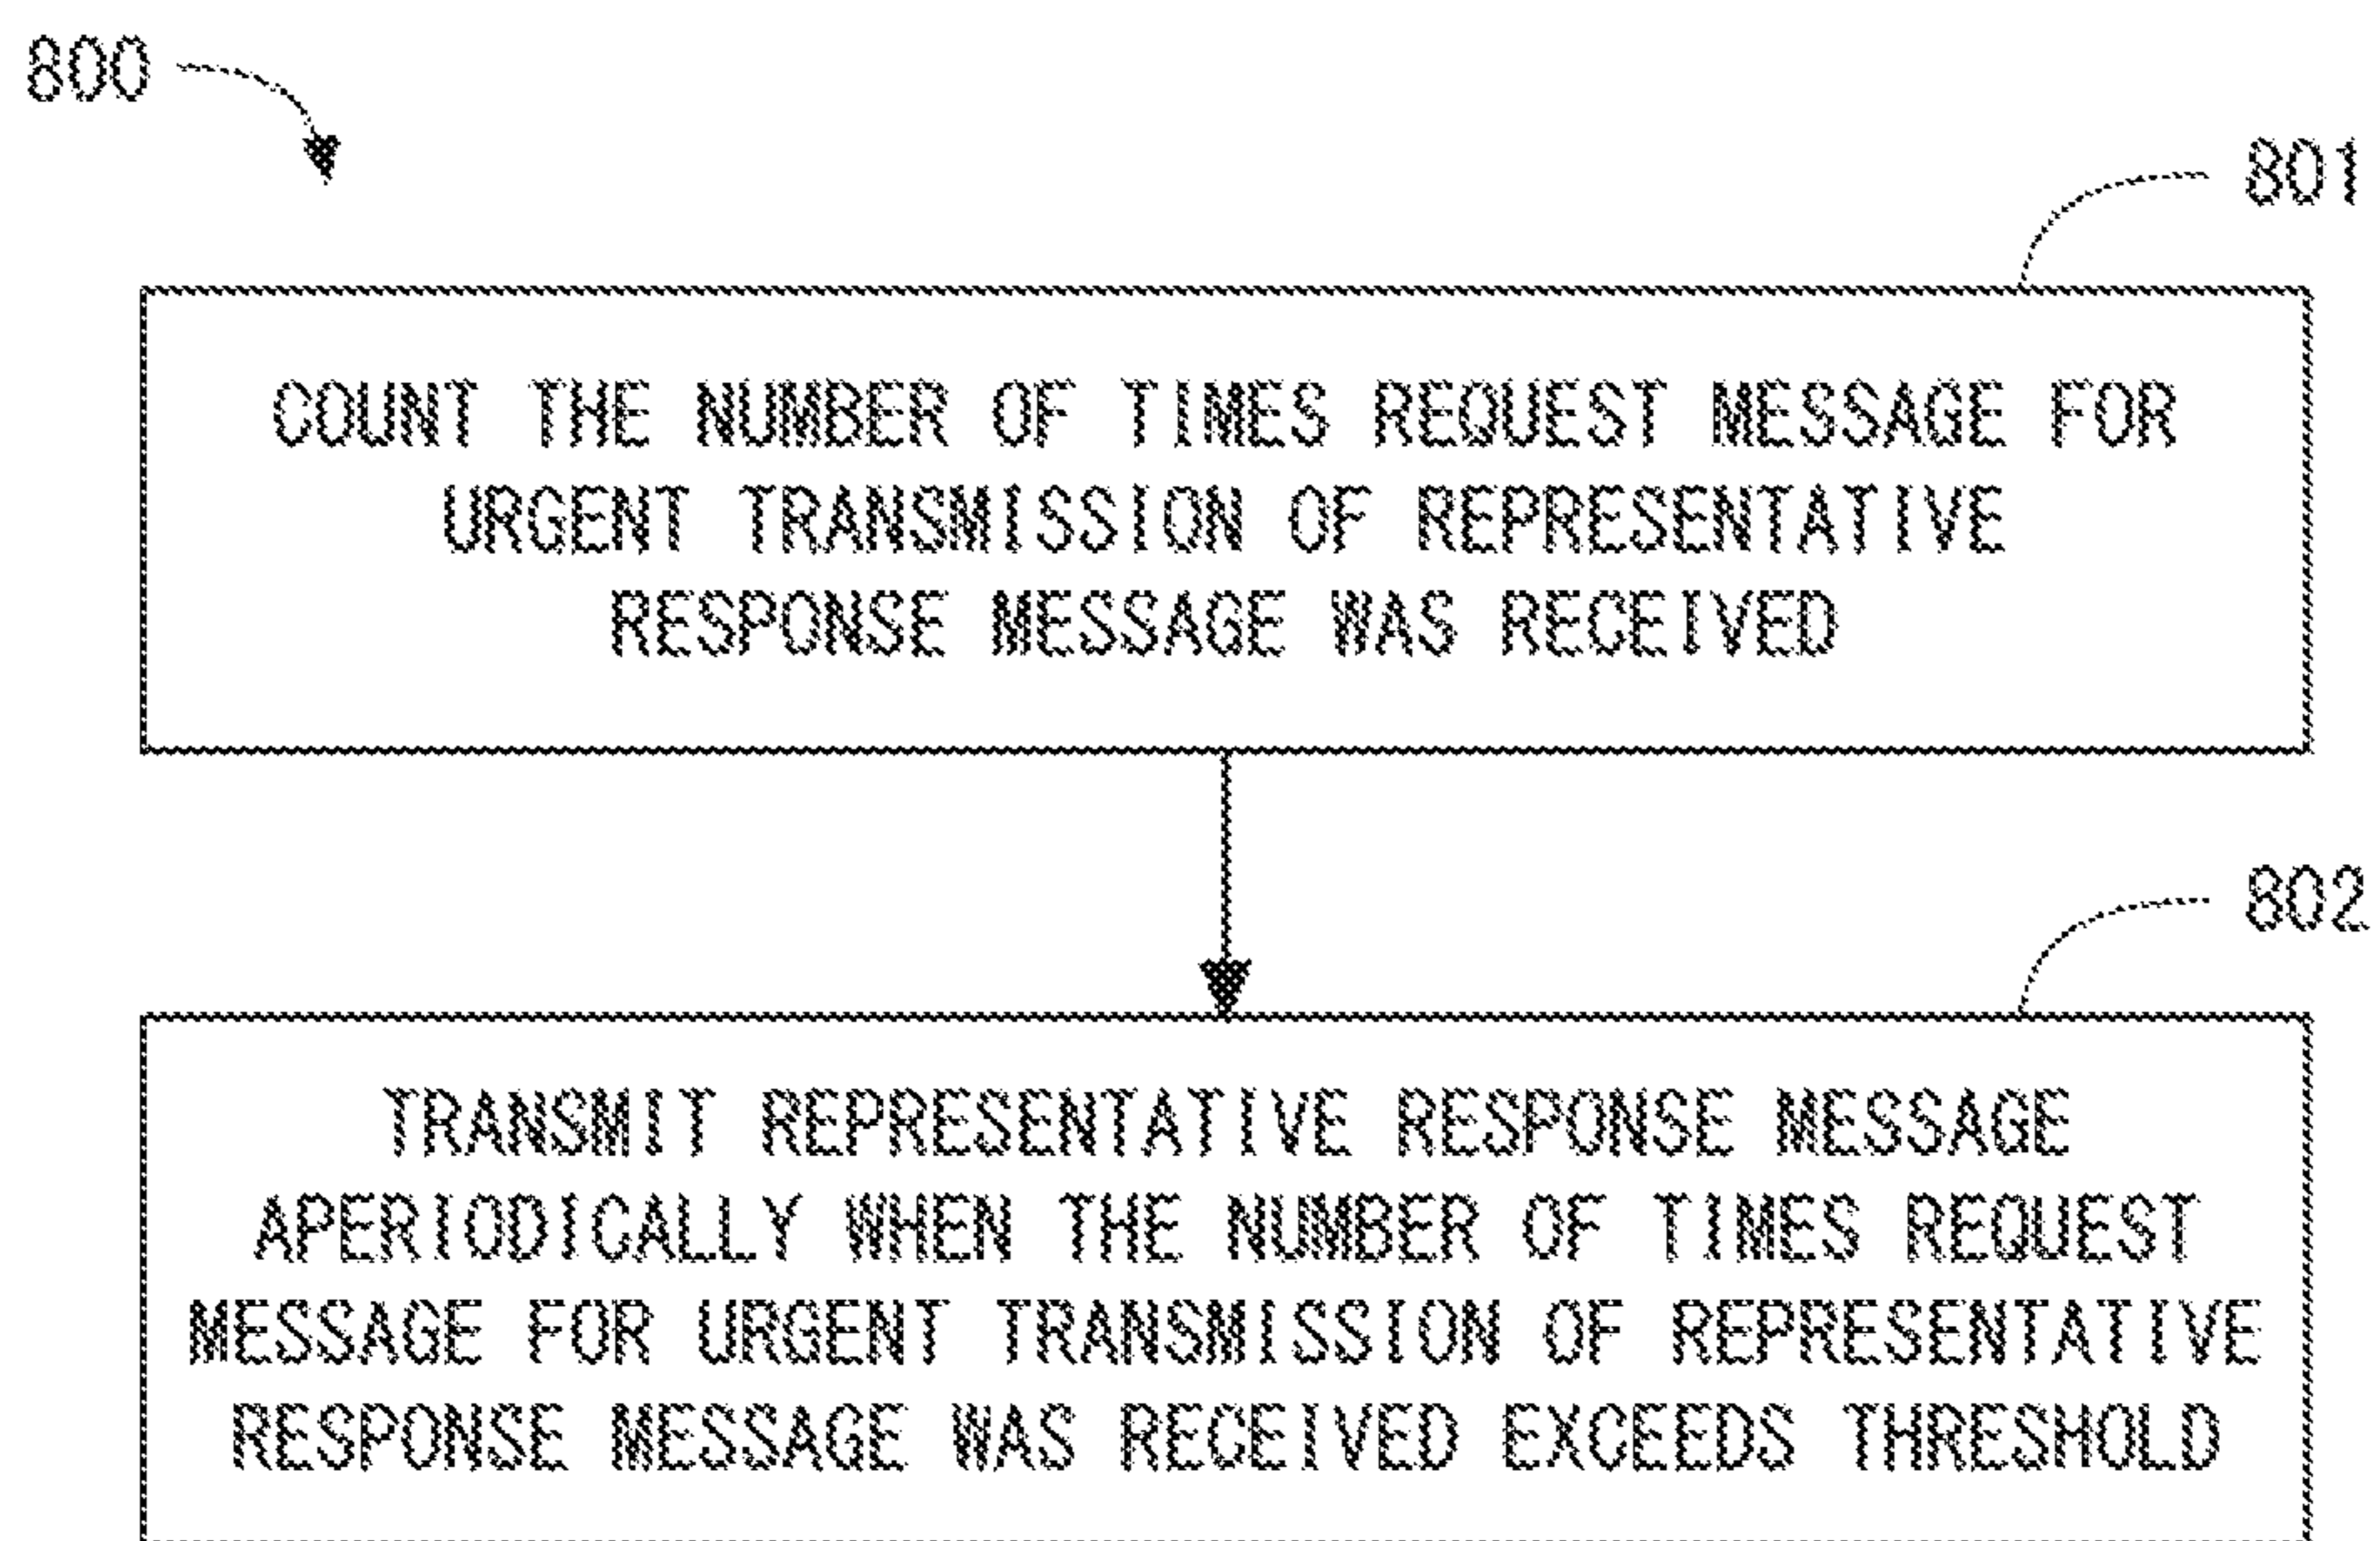 800
801
COUNT THE NUMBER OF TIMES REQUEST MESSAGE FOR
URGENT TRANSMISSION OF REPRESENTATIVE
RESPONSE MESSAGE WAS RECEIVED
802
TRANSMIT REPRESENTATIVE RESPONSE MESSAGE
APERIODICALLY WHEN THE NUMBER OF TIMES REQUEST
MESSAGE FOR URGENT TRANSMISSION OF REPRESENTATIVE
RESPONSE MESSAGE WAS RECEIVED EXCEEDS THRESHOLD